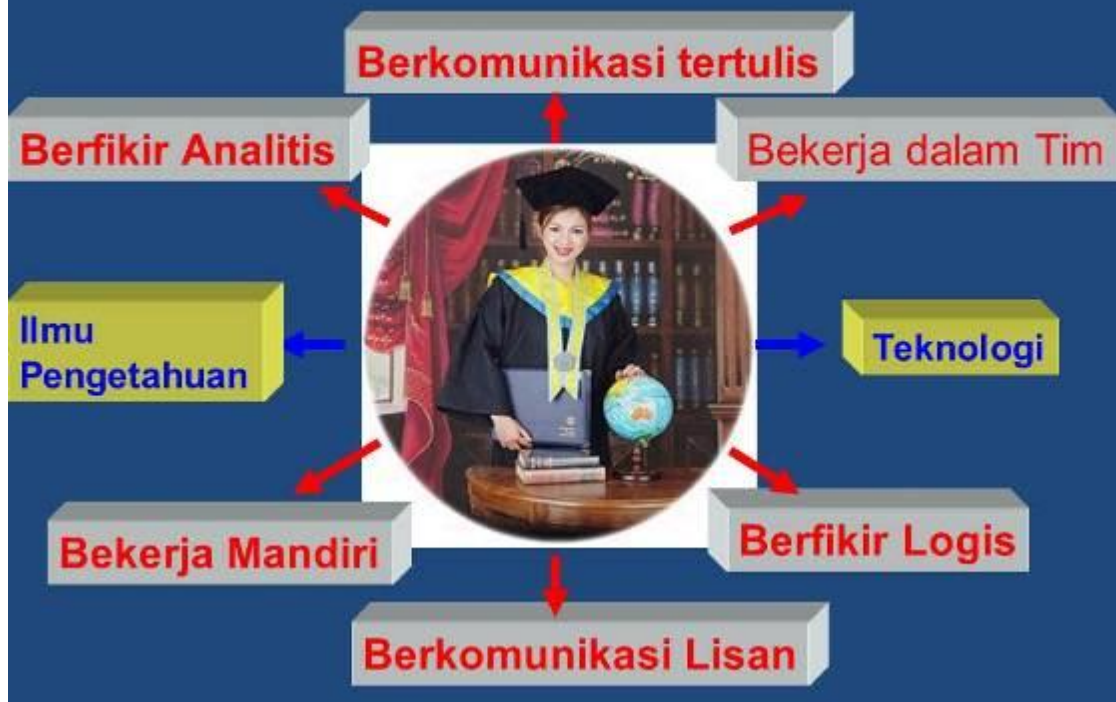 Berkomunikasi tertulis
Berfikir Analitis
Bekerja dalam Tim
Ilmu
Pengetahuan
Teknologi
Bekerja Mandiri
Berfikir Logis
Berkomunikasi Lisan